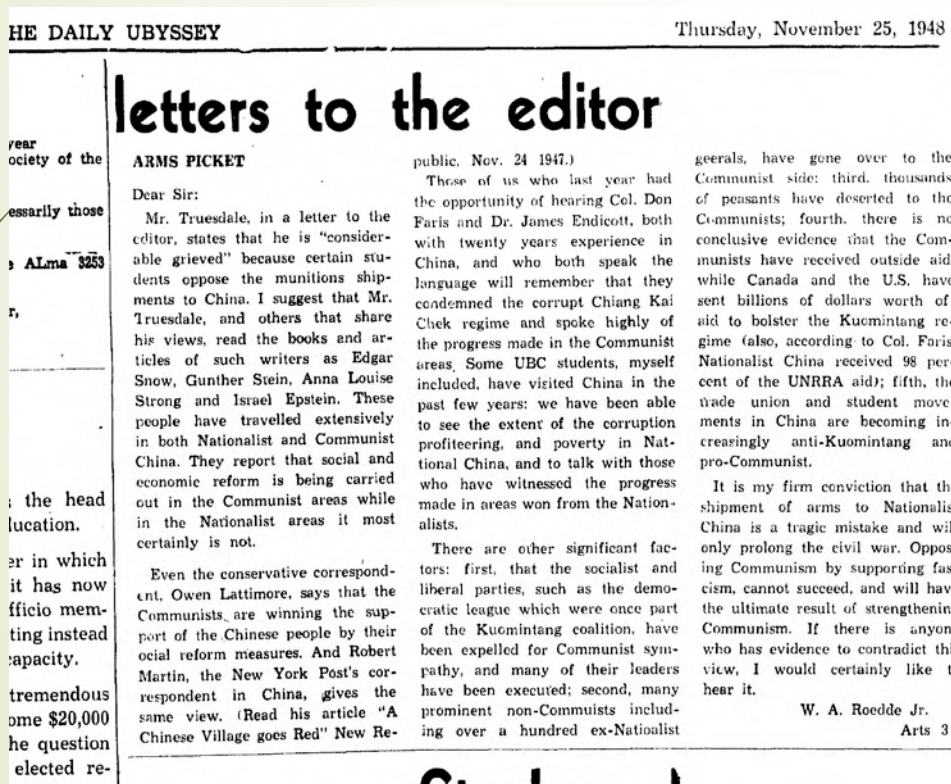 HE DAILY UBYSSEY
Thursday, November 25, 1948
year
ociety of the
essarily those
ALma 3253
r,
s the head
lucation.
er in which
it has now
fficio mem-
ting instead
capacity.
tremendous
ome $20,000
he question
elected re-
letters to the editor
ARMS PICKET
Dear Sir:
Mr. Truesdale, in a letter to the
editor, states that he is "consider-
able grieved" because certain stu-
dents oppose the munitions ship-
ments to China. I suggest that Mr.
Truesdale, and others that share
his views, read the books and ar-
ticles of such writers as Edgar
Snow, Gunther Stein, Anna Louise
Strong and Israel Epstein. These
people have travelled extensively
in both Nationalist and Communist
China. They report that social and
economic reform is being carried
out in the Communist areas while
in the Nationalist areas it most
certainly is not.
Even the conservative correspond-
ent, Owen Lattimore, says that the
Communists are winning the sup-
port of the Chinese people by their
ocial reform measures. And Robert
Martin, the New York Post's cor-
respondent in China, gives the
same view. (Read his article "A
Chinese Village goes Red" New Re-
public, Nov. 24 1947.)
Those of us who last year had
the opportunity of hearing Col. Don
Faris and Dr. James Endicott, both
with twenty years experience in
China, and who both speak the
language will remember that they
condemned the corrupt Chiang Kai
Chek regime and spoke highly of
the progress made in the Communist
areas. Some UBC students, myself
included, have visited China in the
past few years: we have been able
to see the extent of the corruption
profiteering, and poverty in Nat-
tional China, and to talk with those
who have witnessed the progress
made in areas won from the Nation-
alists.
There are other significant fac-
tors: first, that the socialist and
liberal parties, such as the demo-
cratic league which were once part
of the Kuomintang coalition, have
been expelled for Communist sym-
pathy, and many of their leaders
have been executed; second, many
prominent non-Commuists includ-
ing over a hundred ex-Natioalist
geerals, have gone over to the
Communist side: third. thousands
of peasants have deserted to the
Communists; fourth. there is no
conclusive evidence that the Com-
munists have received outside aid
while Canada and the U.S. have
sent billions of dollars worth of
aid to bolster the Kuomintang re-
gime (also, according to Col. Faris
Nationalist China received 98 per-
cent of the UNRRA aid); fifth, the
trade union and student move-
ments in China are becoming in-
creasingly anti-Kuomintang and
pro-Communist.
It is my firm conviction that th
shipment of arms to Nationalis
China is a tragic mistake and wil
only prolong the civil war. Oppos
ing Communism by supporting fas
cism, cannot succeed, and will hav
the ultimate result of strengthenin
Communism. If there is anyon
who has evidence to contradict thi
view, I would certainly like t
hear it.
W. A. Roedde Jr.
Arts 3